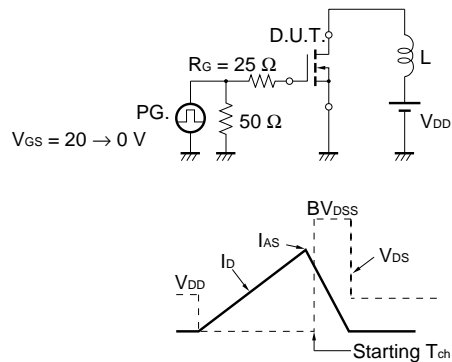 D.U.T.
RG = 25 Ω
L
PG.
50 Ω
VDD
VGS = 20 → 0 V
BVDSS
IAS
ID
VDS
VDD
Starting Tch